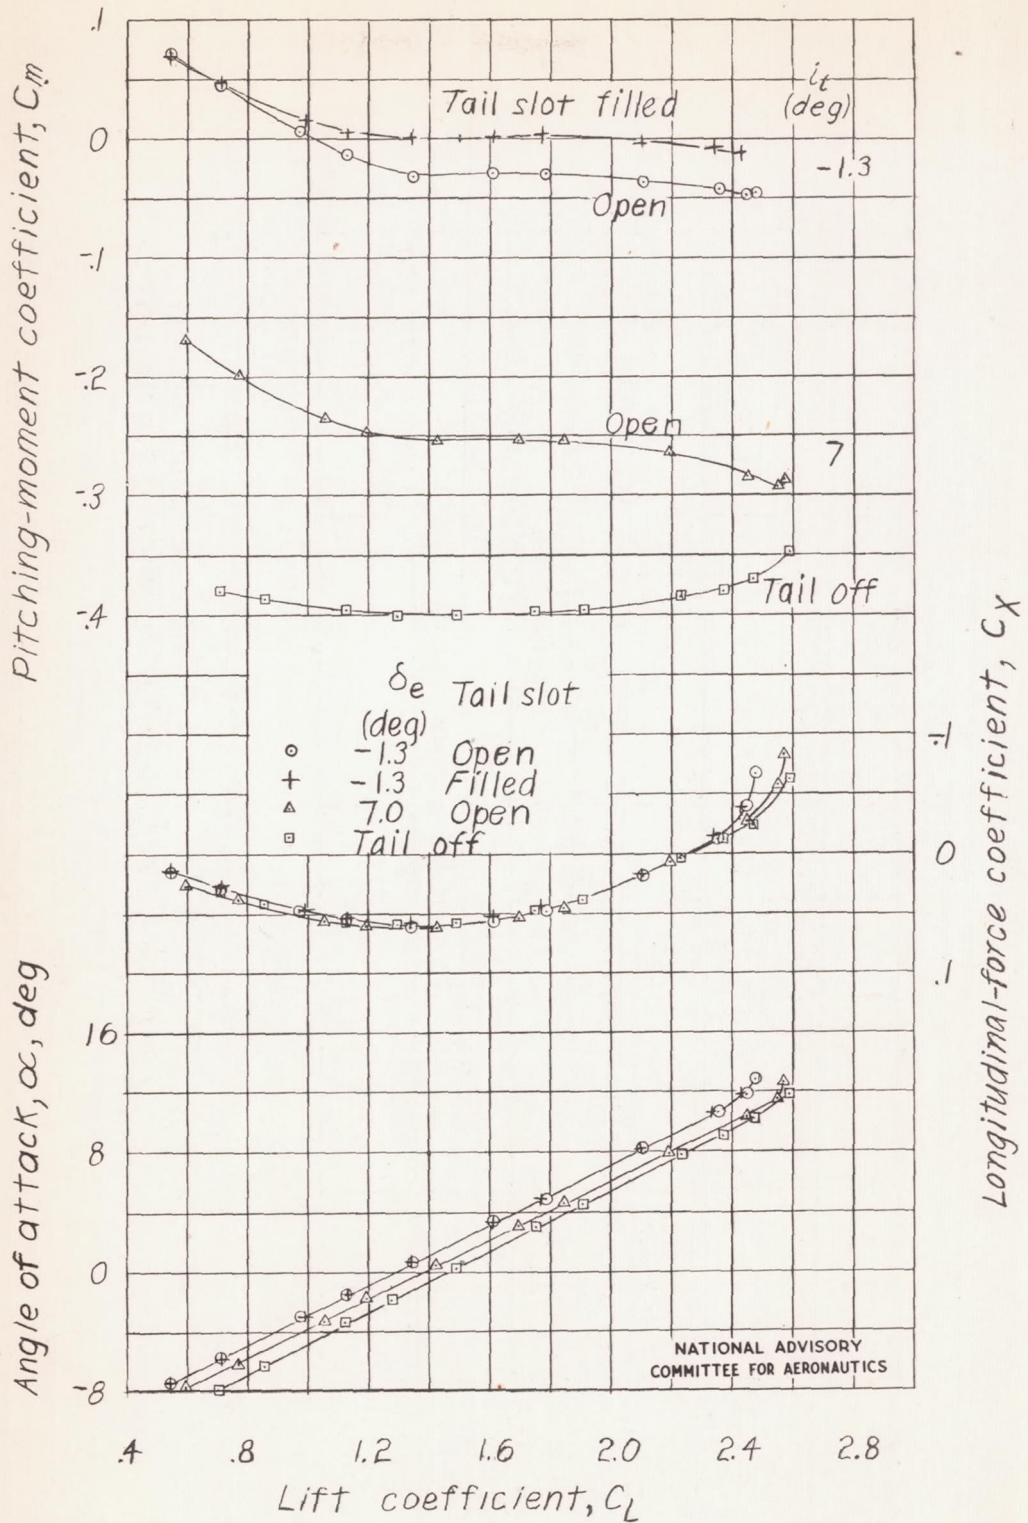 .1
0
-.1
-.2
-.3
-.4
Pitching-moment coefficient, Cm
it
(deg)
Tail slot filled
-1.3
Open
Open
7
Tail off
δe Tail slot
(deg)
-1.3 Open
-1.3 Filled
7.0 Open
Tail off
-.1
0
.1
Longitudinal-force coefficient, CX
16
8
0
-8
Angle of attack, α, deg
NATIONAL ADVISORY
COMMITTEE FOR AERONAUTICS
.4 .8 1.2 1.6 2.0 2.4 2.8
Lift coefficient, CL